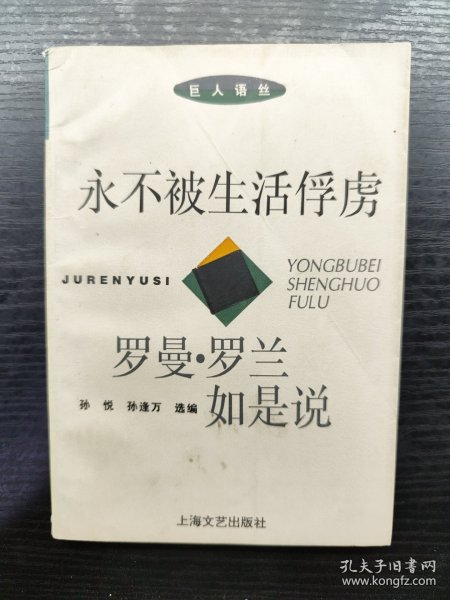 巨人语丝
永不被生活俘虏
JURENYUSI
YONGBUBEI
SHENGHUO
FULU
罗曼·罗兰
孙悦 孙逢万 选编
如是说
上海文艺出版社
孔夫子旧书网
www.kongfz.com